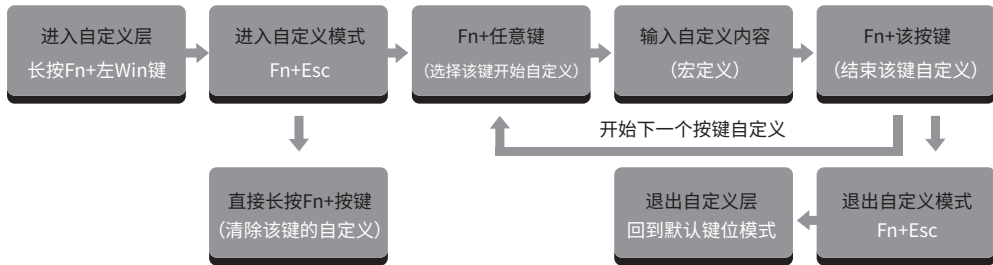 进入自定义层
长按Fn+左Win键
进入自定义模式
Fn+Esc
Fn+任意键
(选择该键开始自定义)
输入自定义内容
(宏定义)
Fn+该按键
(结束该键自定义)
开始下一个按键自定义
直接长按Fn+按键
(清除该键的自定义)
退出自定义层
回到默认键位模式
退出自定义模式
Fn+Esc